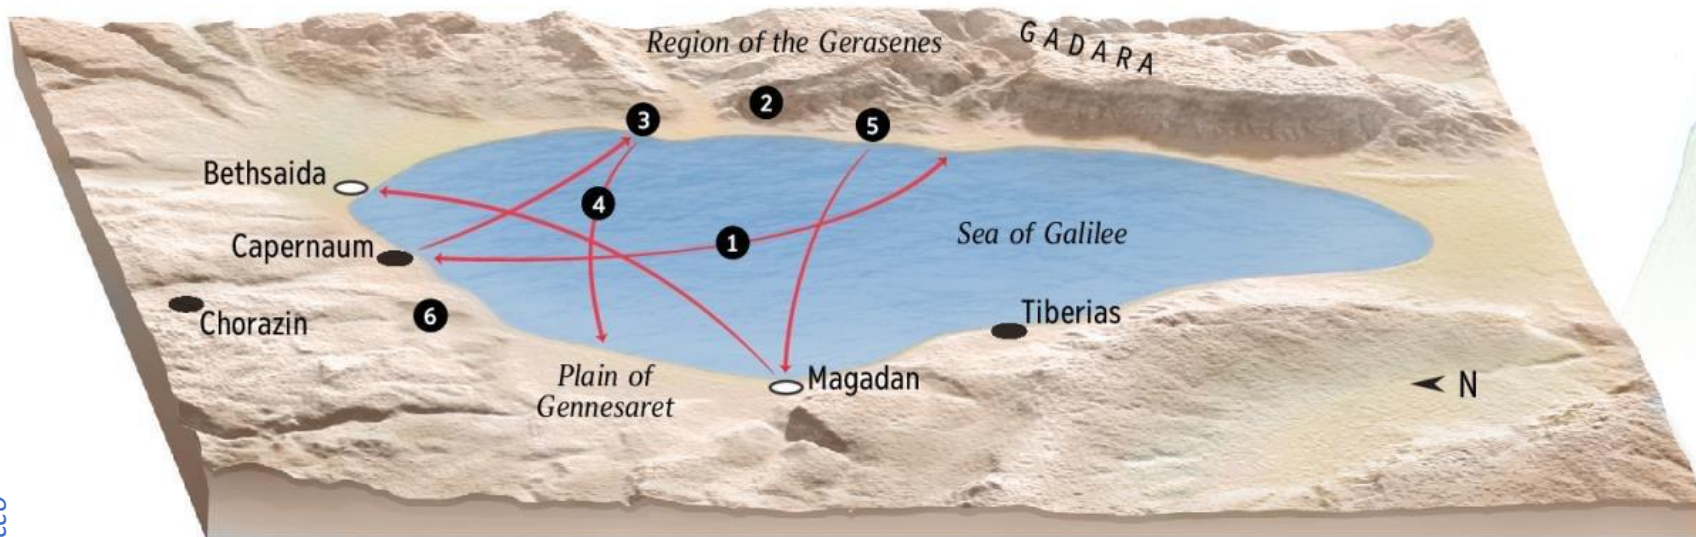 Region of the Gerasenes
GADARA
2
3
5
Bethsaida
4
Capernaum
1
Sea of Galilee
Chorazin
6
Tiberias
Plain of
Gennesaret
Magadan
N